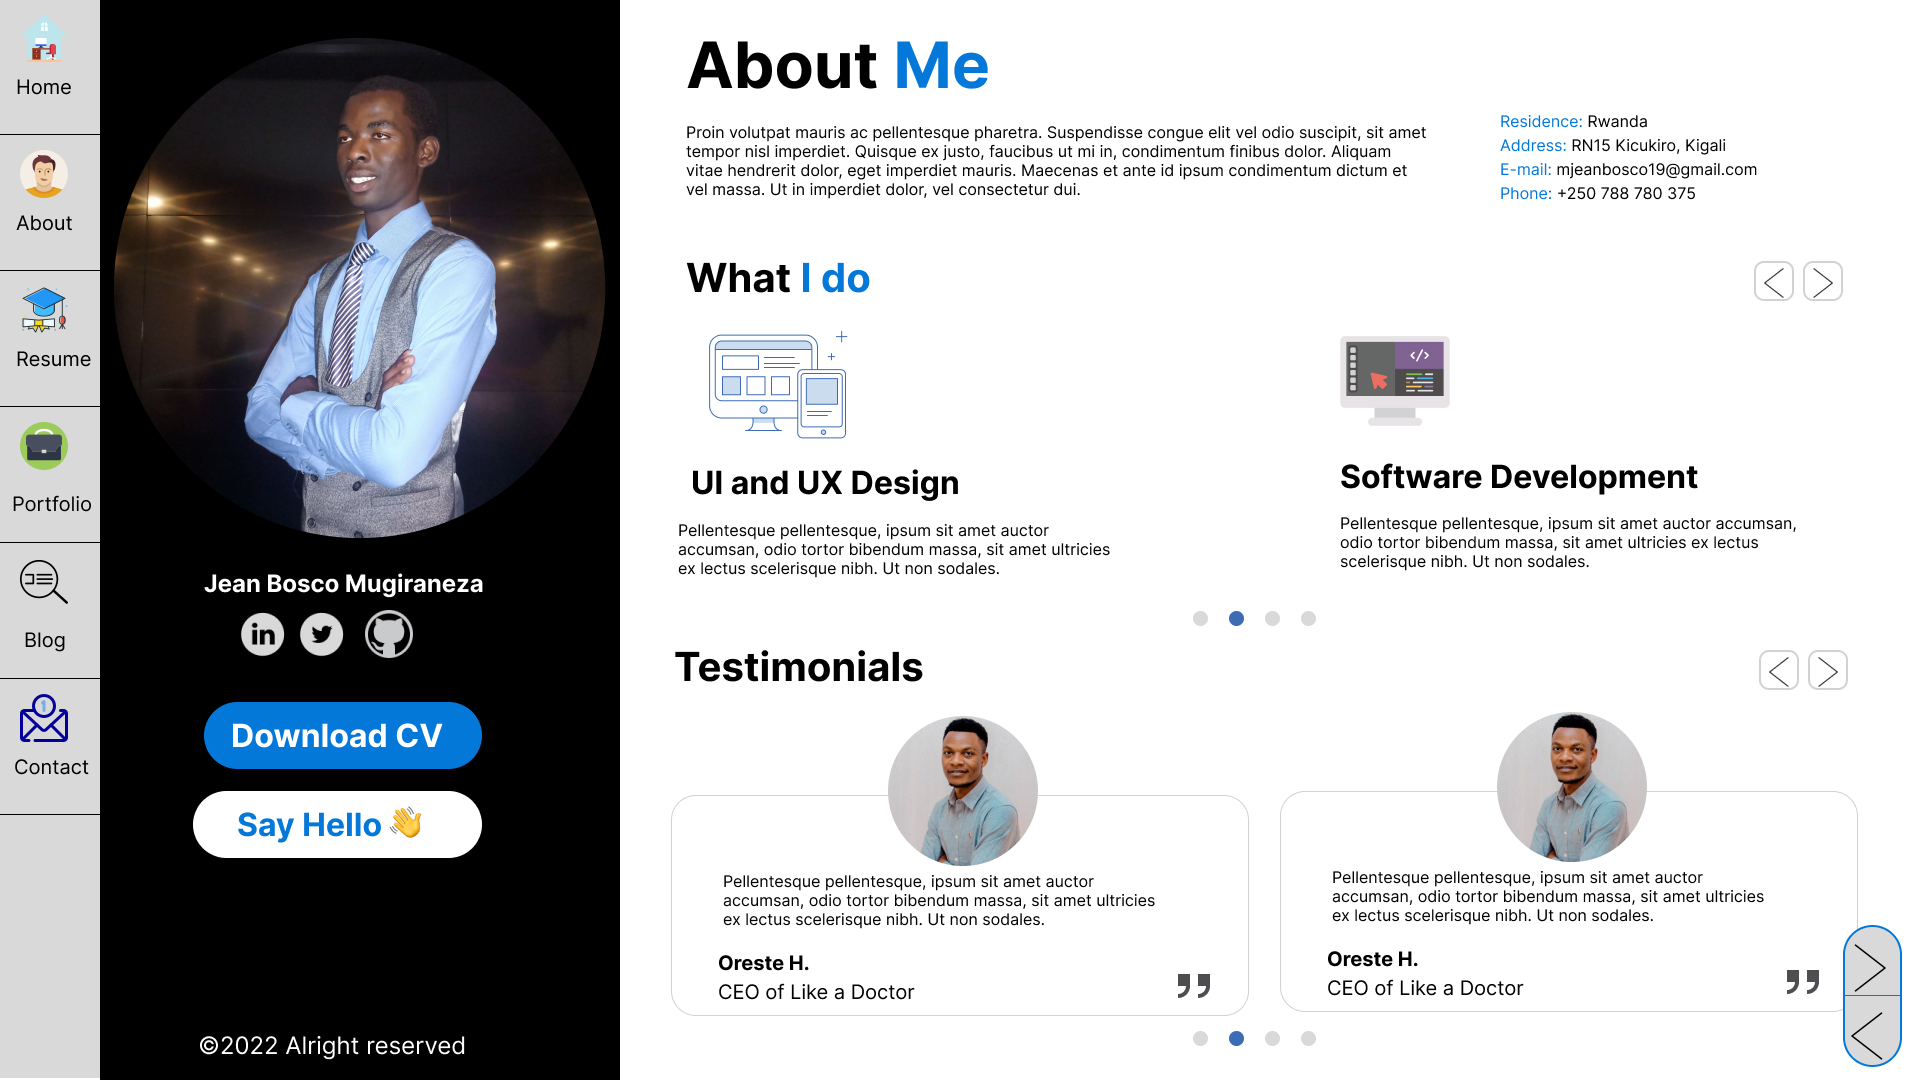 Home
About
Resume
Portfolio
Blog
1
Contact
Jean Bosco Mugiraneza
in
Download CV
Say Hello 👋
©2022 Alright reserved
About Me
Proin volutpat mauris ac pellentesque pharetra. Suspendisse congue elit vel odio suscipit, sit amet
tempor nisl imperdiet. Quisque ex justo, faucibus ut mi in, condimentum finibus dolor. Aliquam
vitae hendrerit dolor, eget imperdiet mauris. Maecenas et ante id ipsum condimentum dictum et
vel massa. Ut in imperdiet dolor, vel consectetur dui.
Residence: Rwanda
Address: RN15 Kicukiro, Kigali
E-mail: mjeanbosco19@gmail.com
Phone: +250 788 780 375
What I do
UI and UX Design
Pellentesque pellentesque, ipsum sit amet auctor
accumsan, odio tortor bibendum massa, sit amet ultricies
ex lectus scelerisque nibh. Ut non sodales.
</>
Software Development
Pellentesque pellentesque, ipsum sit amet auctor accumsan,
odio tortor bibendum massa, sit amet ultricies ex lectus
scelerisque nibh. Ut non sodales.
Testimonials
Pellentesque pellentesque, ipsum sit amet auctor
accumsan, odio tortor bibendum massa, sit amet ultricies
ex lectus scelerisque nibh. Ut non sodales.
Oreste H.
CEO of Like a Doctor
”
Pellentesque pellentesque, ipsum sit amet auctor
accumsan, odio tortor bibendum massa, sit amet ultricies
ex lectus scelerisque nibh. Ut non sodales.
Oreste H.
CEO of Like a Doctor
”